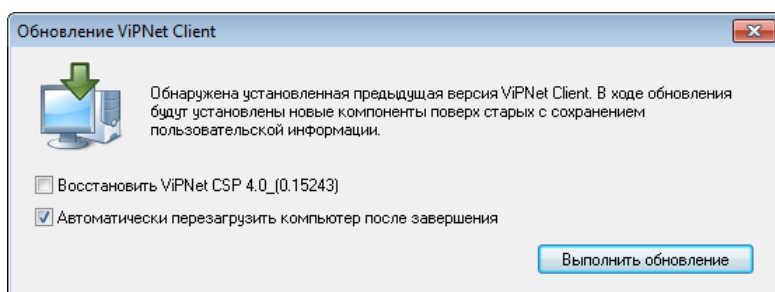 Обновление ViPNet Client
Обнаружена установленная предыдущая версия ViPNet Client. В ходе обновления
будут установлены новые компоненты поверх старых с сохранением
пользовательской информации.
Восстановить ViPNet CSP 4.0_(0.15243)
Автоматически перезагрузить компьютер после завершения
Выполнить обновление